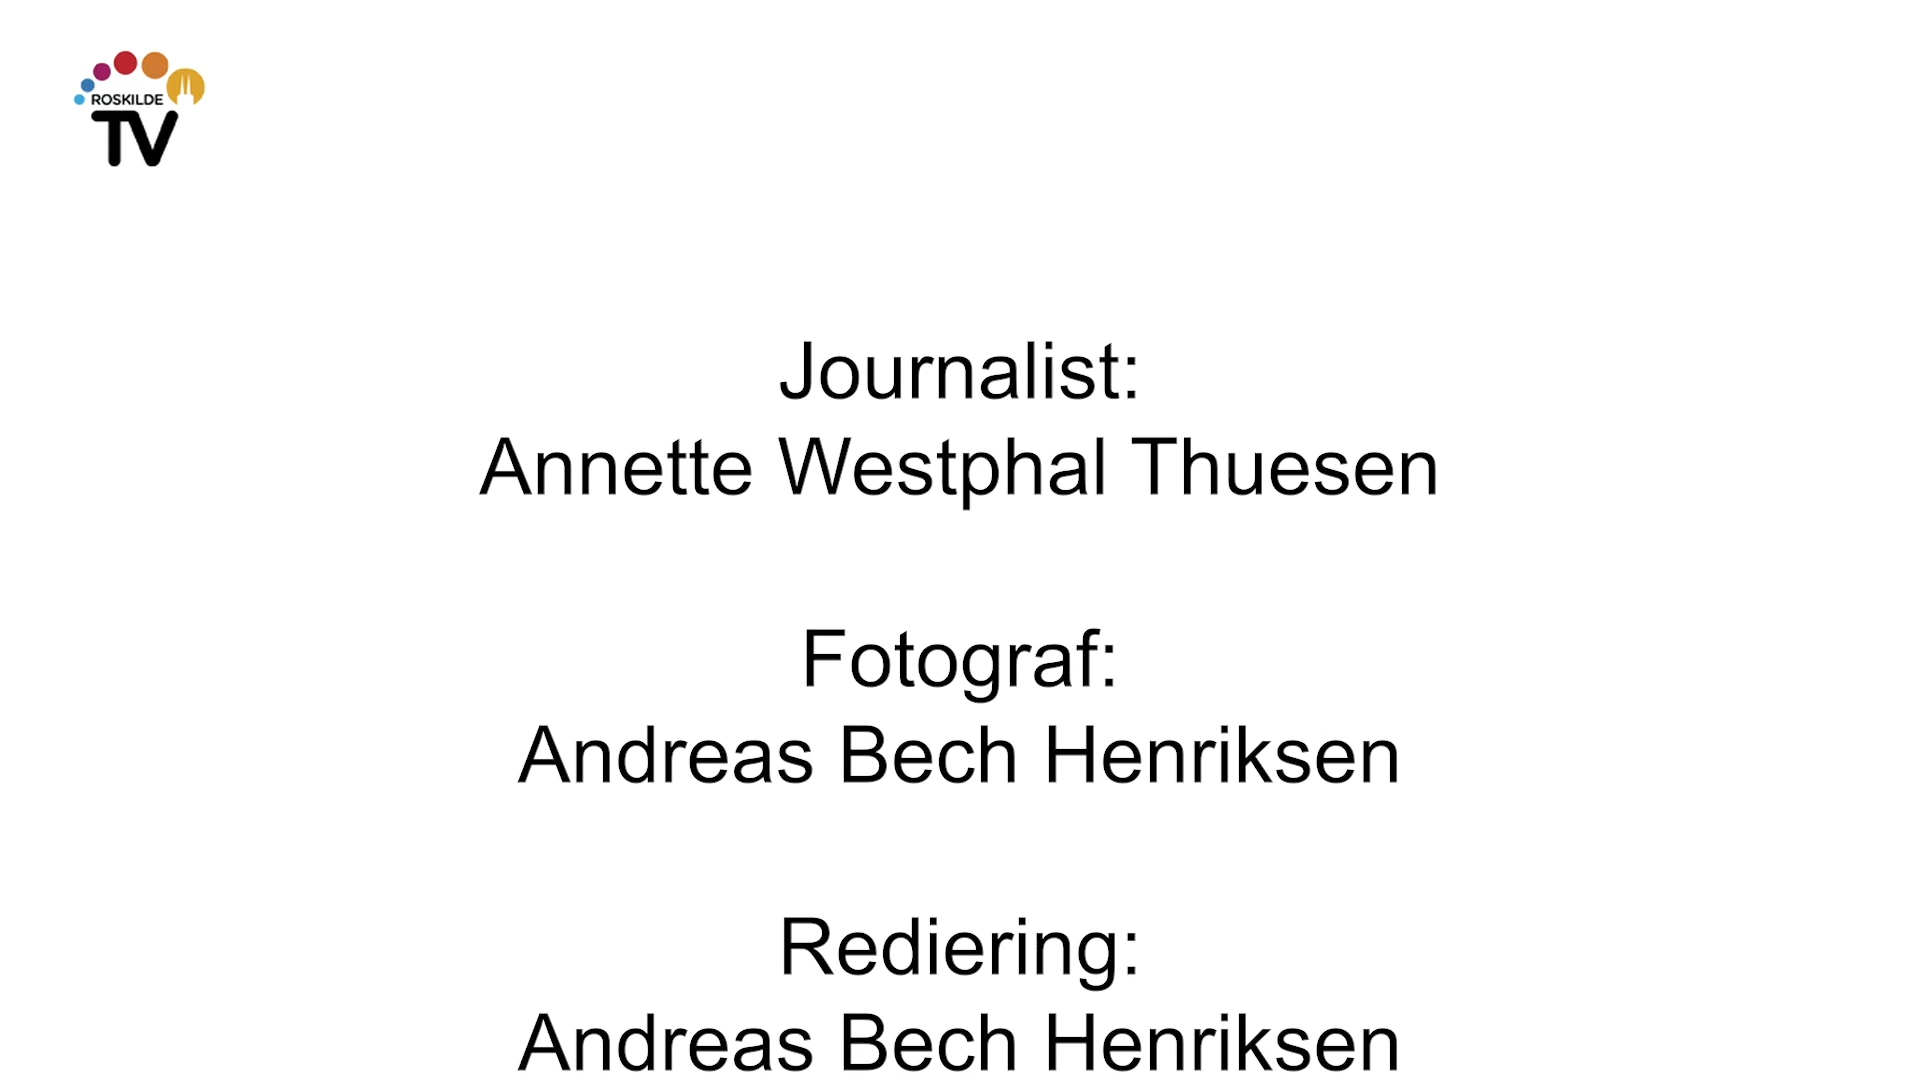 ROSKILDE
TV
Journalist:
Annette Westphal Thuesen
Fotograf:
Andreas Bech Henriksen
Rediering:
Andreas Bech Henriksen